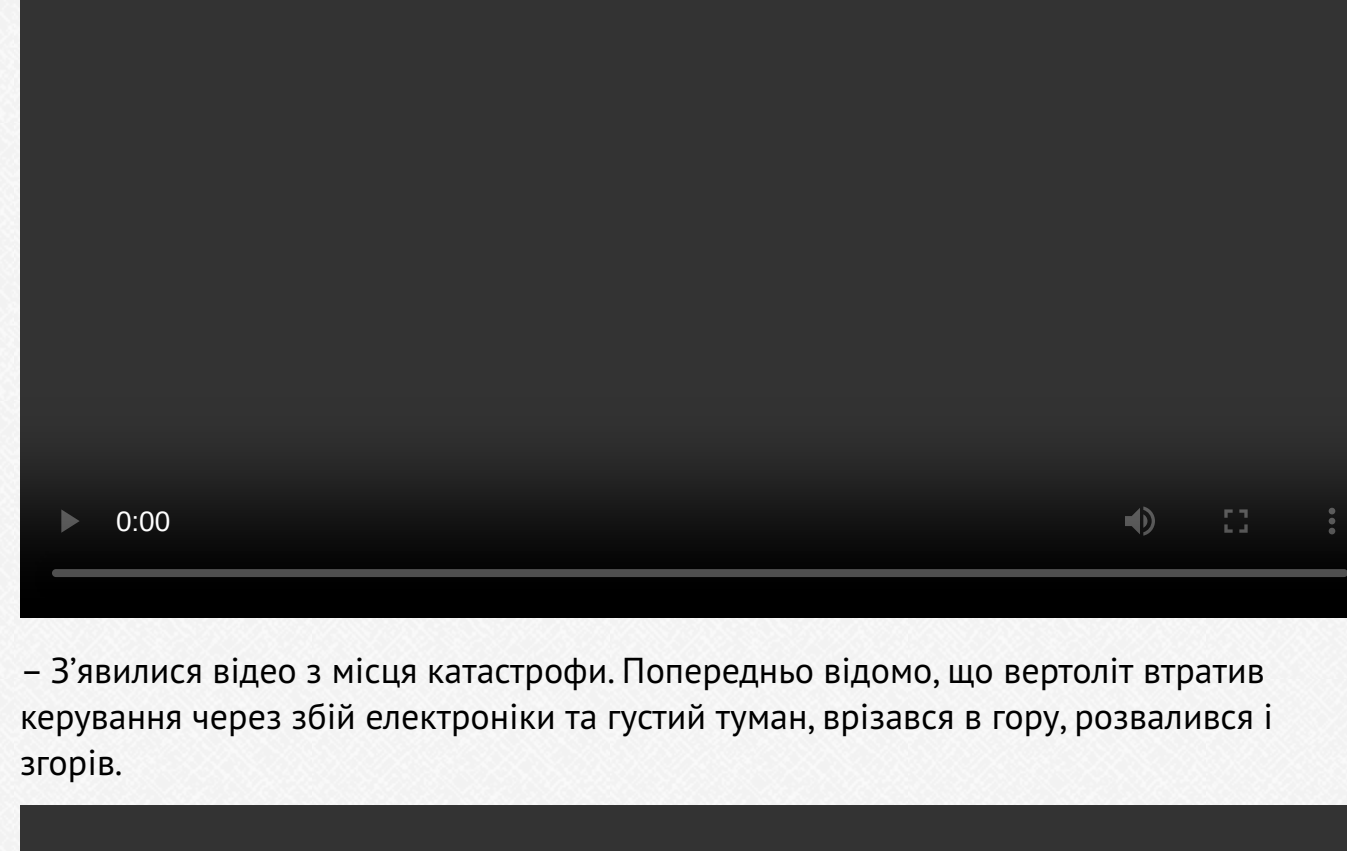 0:00
– З’явилися відео з місця катастрофи. Попередньо відомо, що вертоліт втратив
керування через збій електроніки та густий туман, врізався в гору, розвалився і
згорів.